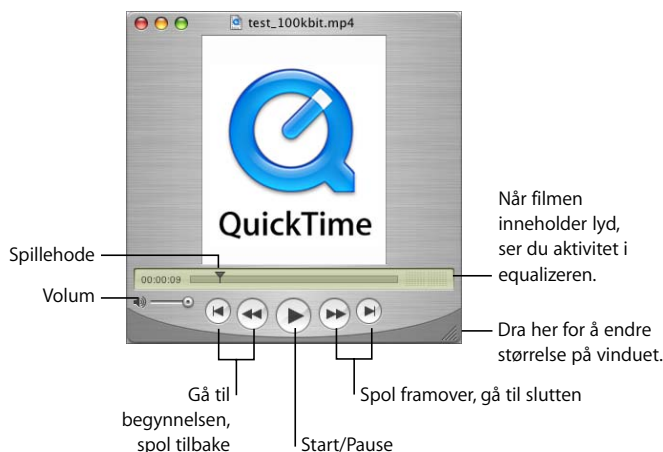 test_100kbit.mp4
QuickTime
Når filmen
inneholder lyd,
ser du aktivitet i
equalizeren.
Spillehode
00:00:09
Volum
Dra her for å endre
størrelse på vinduet.
Gå til
begynnelsen,
spol tilbake
Spol framover, gå til slutten
Start/Pause